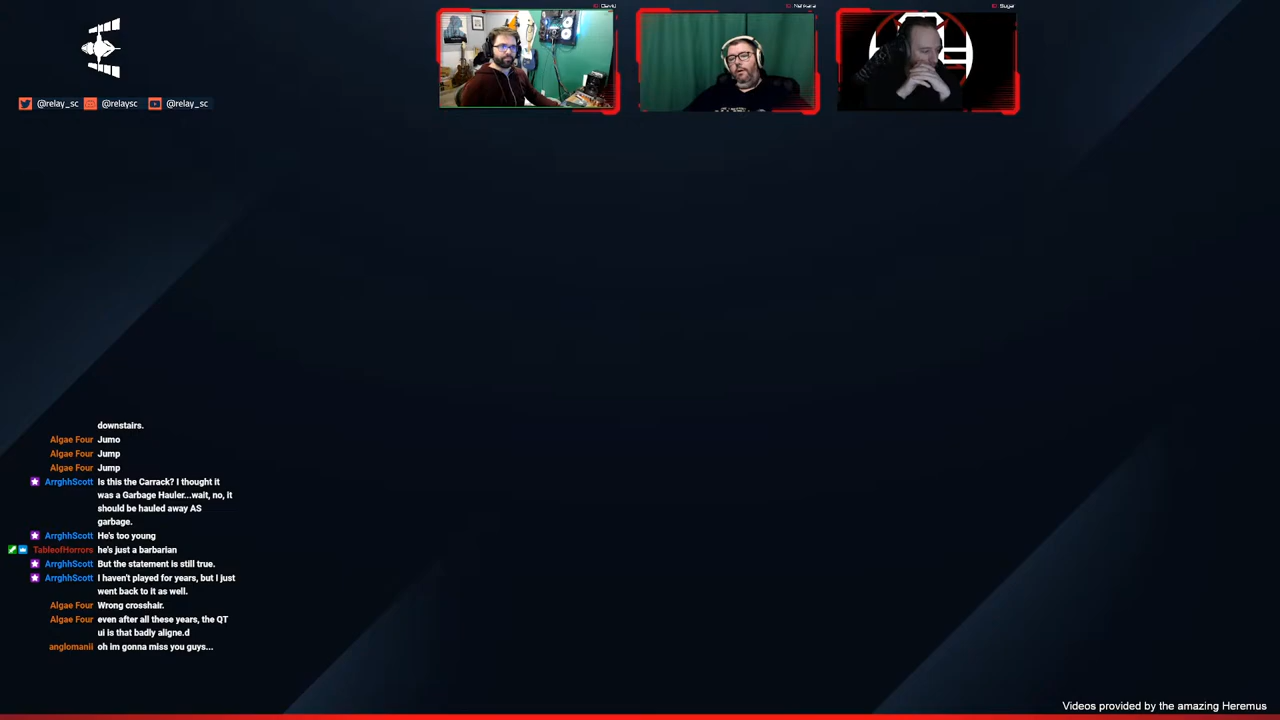 David
Nehkara
Sugar
@relay_sc @relaysc @relay_sc
downstairs.
Algae Four Jumo
Algae Four Jump
Algae Four Jump
ArrghhScott Is this the Carrack? I thought it
was a Garbage Hauler...wait, no, it
should be hauled away AS
garbage.
ArrghhScott He's too young
TableofHorrors he's just a barbarian
ArrghhScott But the statement is still true.
ArrghhScott I haven't played for years, but I just
went back to it as well.
Algae Four Wrong crosshair.
Algae Four even after all these years, the QT
ui is that badly aligne.d
anglomanii oh im gonna miss you guys...
Videos provided by the amazing Heremus